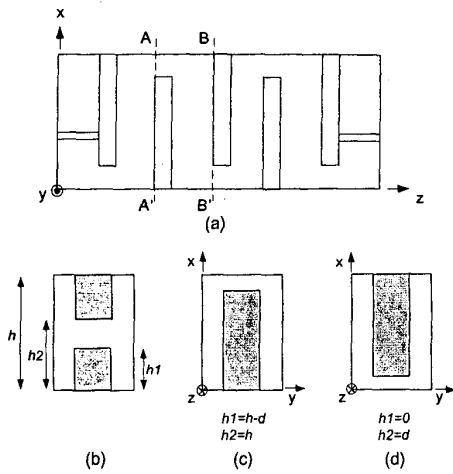 x
A
B
y
A'
B'
z
(a)
x
x
h
h2
h1
z
y
z
y
h1=h-d
h2=h
h1=0
h2=d
(b)
(c)
(d)